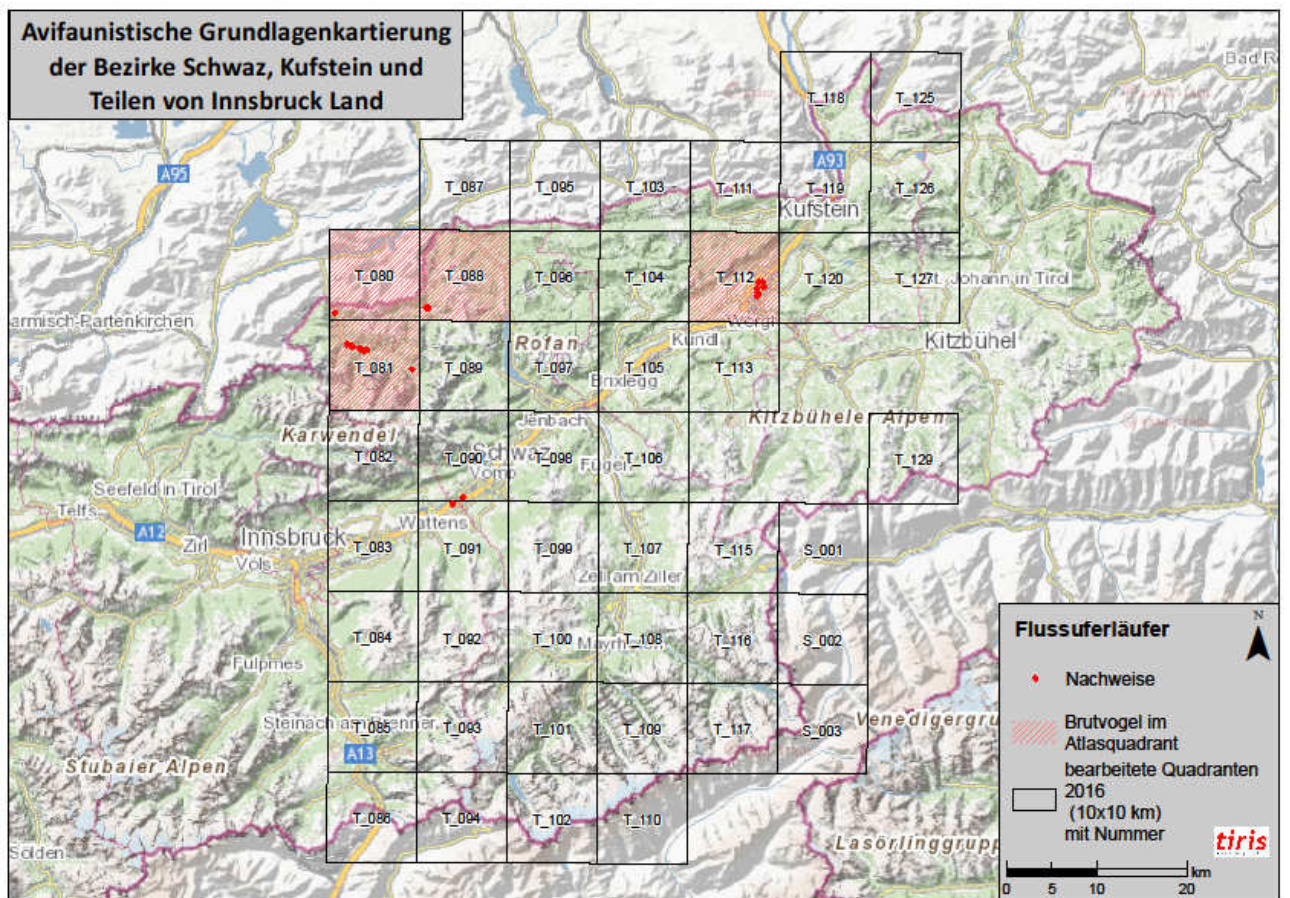 Avifaunistische Grundlagenkartierung
der Bezirke Schwaz, Kufstein und
Teilen von Innsbruck Land
Bad
A95
T_118
T_125
A93
T_087
T_095
T_103
T_111
T_119
T_126
Kufstein
T_080
T_088
T_096
T_104
T_112
T_120
T_127
t. Johann in Tirol
armisch-Partenkirchen
Wörgl
Kitzbühel
Rofan
Kundl
T_081
T_089
T_097
T_105
T_113
Brixlegg
Jenbach
Kitzbüheler Alpen
Karwendel
Schwaz
T_082
T_090
T_098
T_106
T_129
Vomp
Fügen
Seefeld in Tirol
Telfs
Wattens
A12
Zirl
Innsbruck
Völs
T_083
T_091
T_099
T_107
T_115
S_001
Zell am Ziller
T_084
T_092
T_100
T_108
T_116
S_002
Fulpmes
Steinach am Brenner
T_085
T_093
T_101
T_109
T_117
S_003
Venedigergru
A13
Stubaier Alpen
T_086
T_094
T_102
T_110
Sölden
Lasörlinggrupp
Flussuferläufer
N
Nachweise
Brutvogel im
Atlasquadrant
bearbeitete Quadranten
2016
(10x10 km)
mit Nummer
tiris
km
0 5 10 20